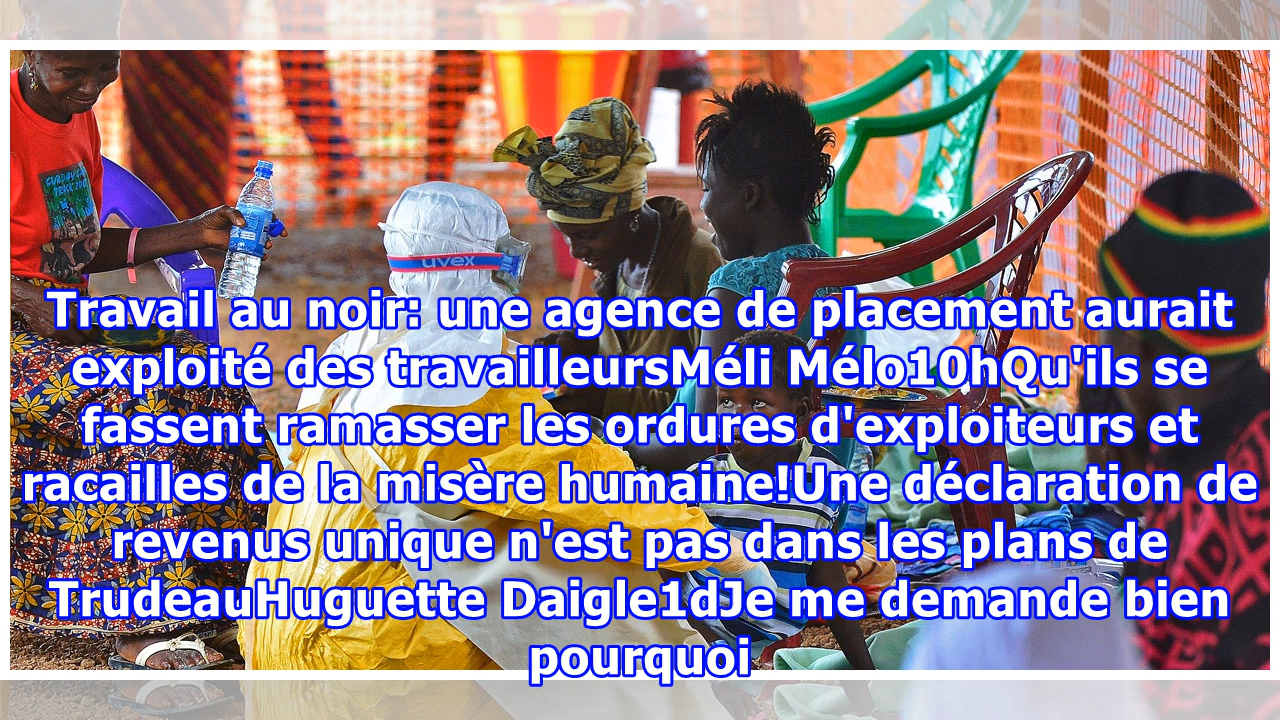 Travail au noir: une agence de placement aurait
exploité des travailleursMéli Mélo10hQu'ils se
fassent ramasser les ordures d'exploiteurs et
racailles de la misère humaine!Une déclaration de
revenus unique n'est pas dans les plans de
TrudeauHuguette Daigle1dJe me demande bien
pourquoi
uvex